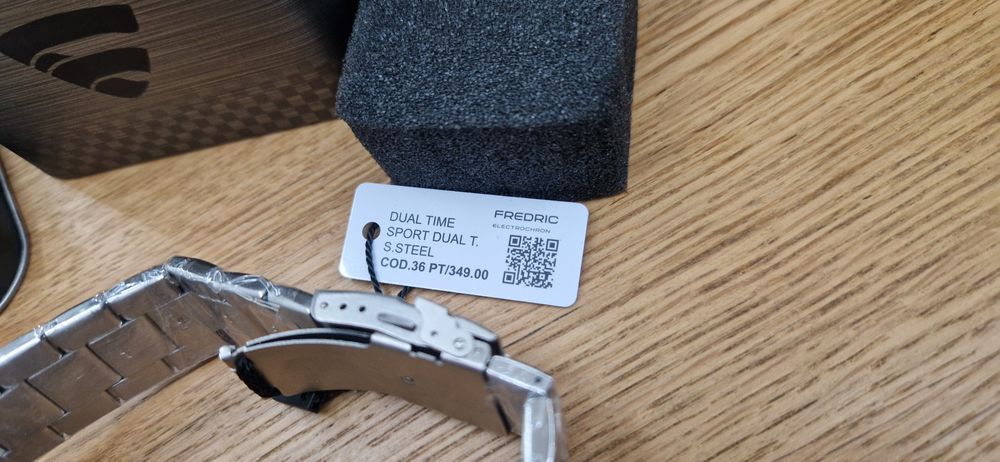 DUAL TIME
SPORT DUAL T.
S.STEEL
COD.36 PT/349.00
FREDRIC
ELECTROCHRON